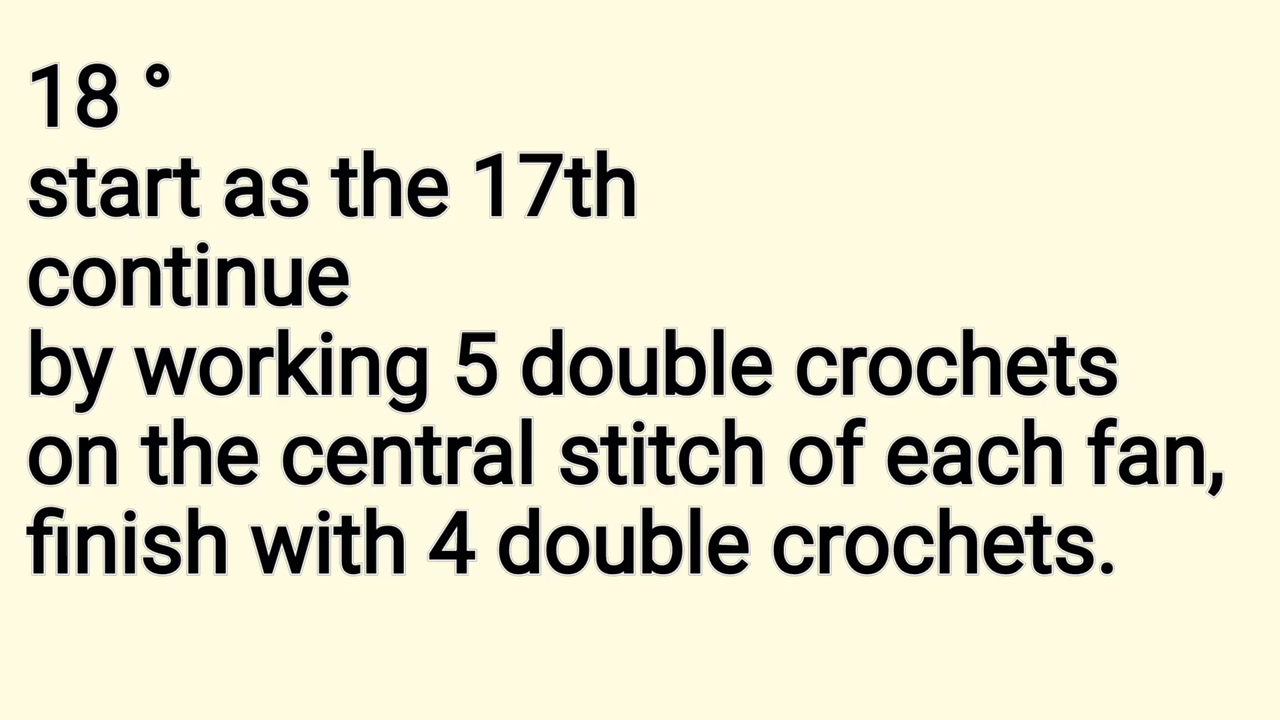 18 °
start as the 17th
continue
by working 5 double crochets
on the central stitch of each fan,
finish with 4 double crochets.